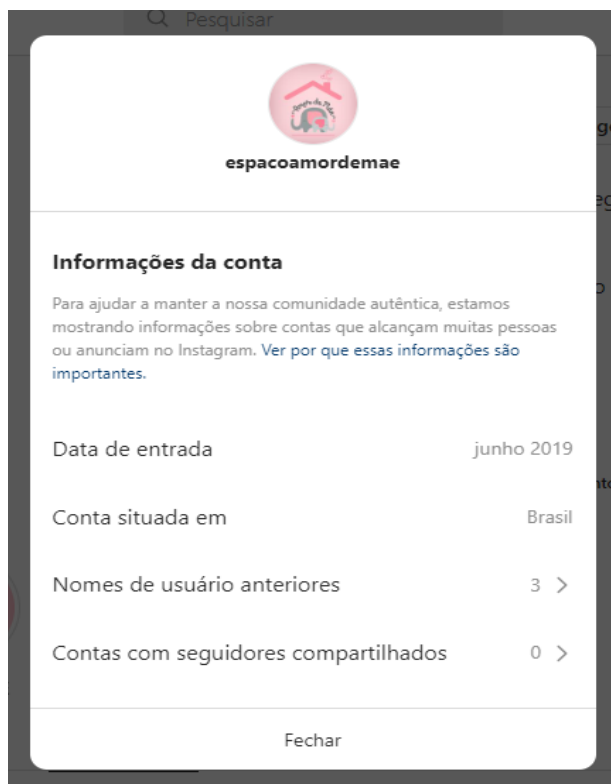 Pesquisar
espacoamordemae
Informações da conta
Para ajudar a manter a nossa comunidade autêntica, estamos
mostrando informações sobre contas que alcançam muitas pessoas
ou anunciam no Instagram. Ver por que essas informações são
importantes.
Data de entrada junho 2019
Conta situada em Brasil
Nomes de usuário anteriores 3 >
Contas com seguidores compartilhados 0 >
Fechar